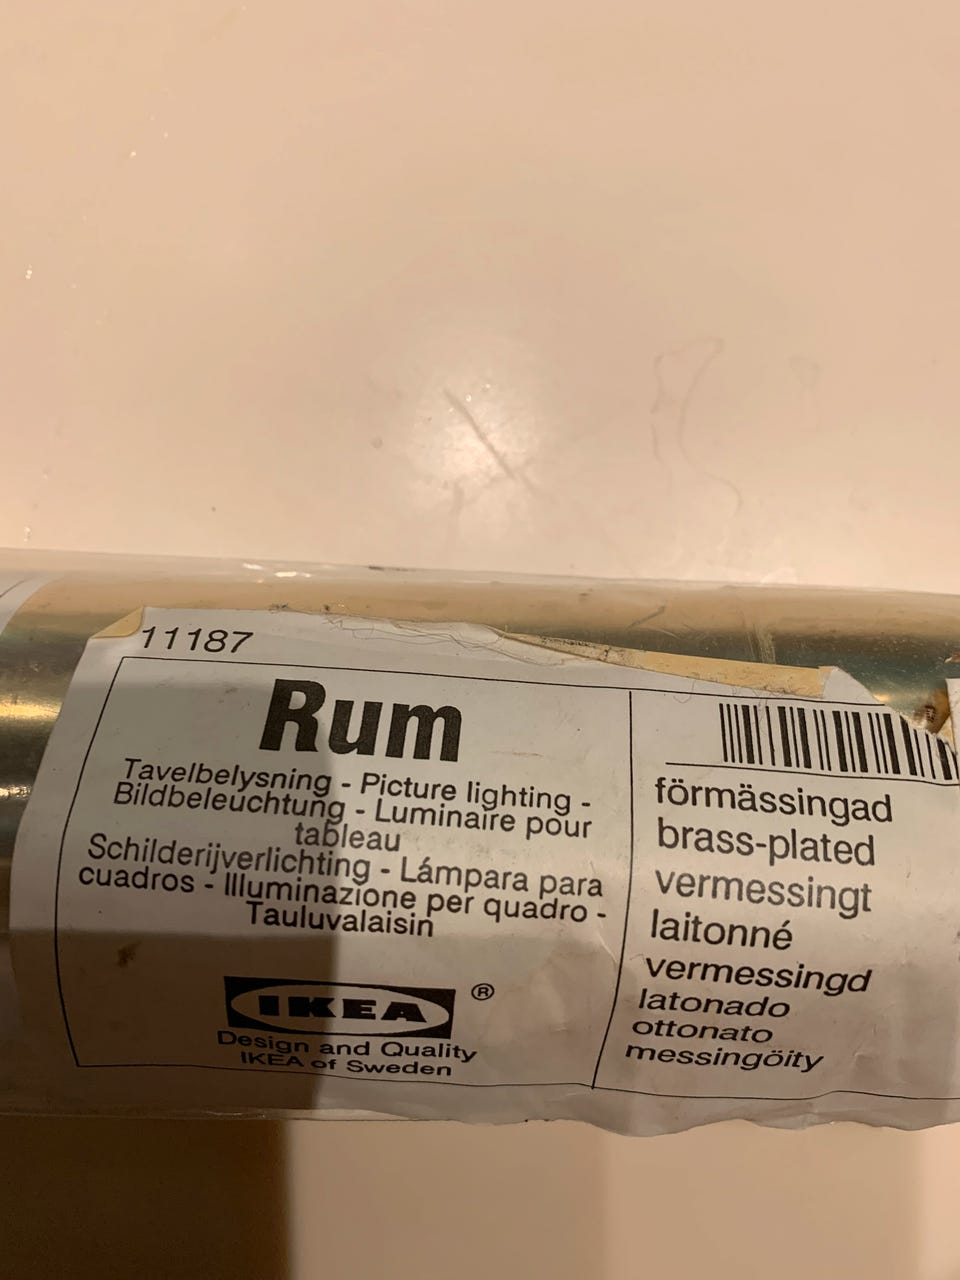 11187
Rum
Tavelbelysning - Picture lighting -
Bildbeleuchtung - Luminaire pour
tableau
Schilderijverlichting - Lámpara para
cuadros - Illuminazione per quadro -
Tauluvalaisin
IKEA ®
Design and Quality
IKEA of Sweden
förmässingad
brass-plated
vermessingt
laitonné
vermessingd
latonado
ottonato
messingöity